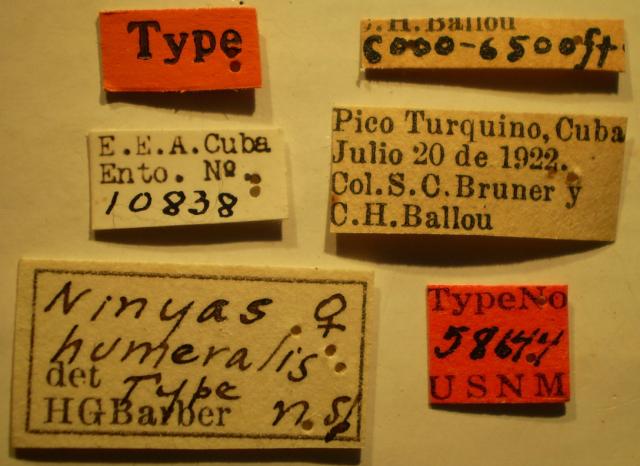 Type
J.H. Ballou
6000-6500ft.
E.E.A.Cuba
Ento. Nº
10838
Pico Turquino, Cuba
Julio 20 de 1922.
Col.S.C.Bruner y
C.H.Ballou
Ninyas ♀
humeralis
det Type
HGBarber n.sp
TypeNo
58644
USNM